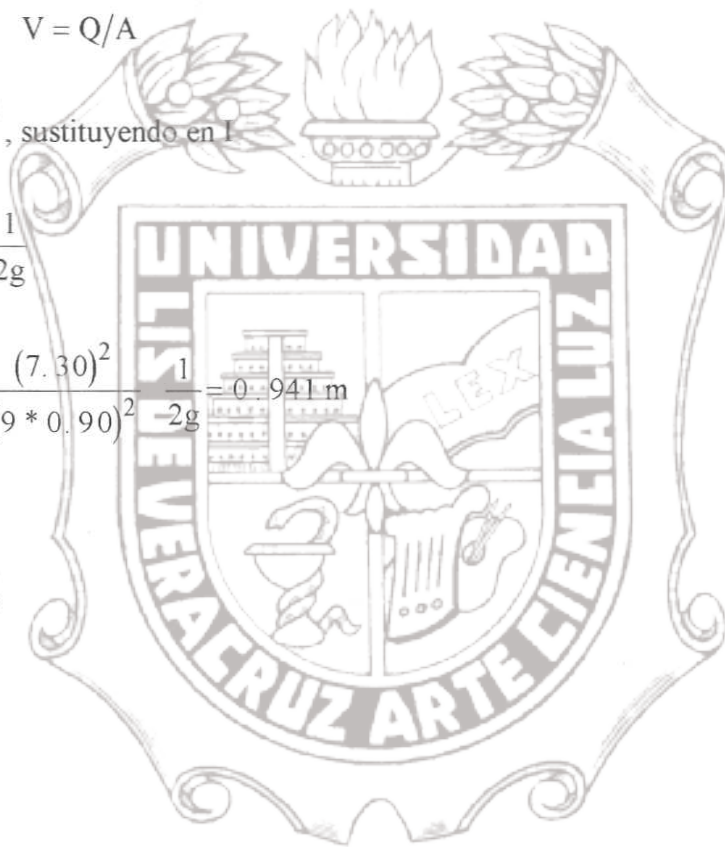 V = Q/A
, sustituyendo en I
1
2g
(7.30)² 1
9 * 0.90)² 2g = 0.941 m
UNIVERSIDAD
LIS DE VERACRUZ ARTE CIENCIA LUZ
LEX